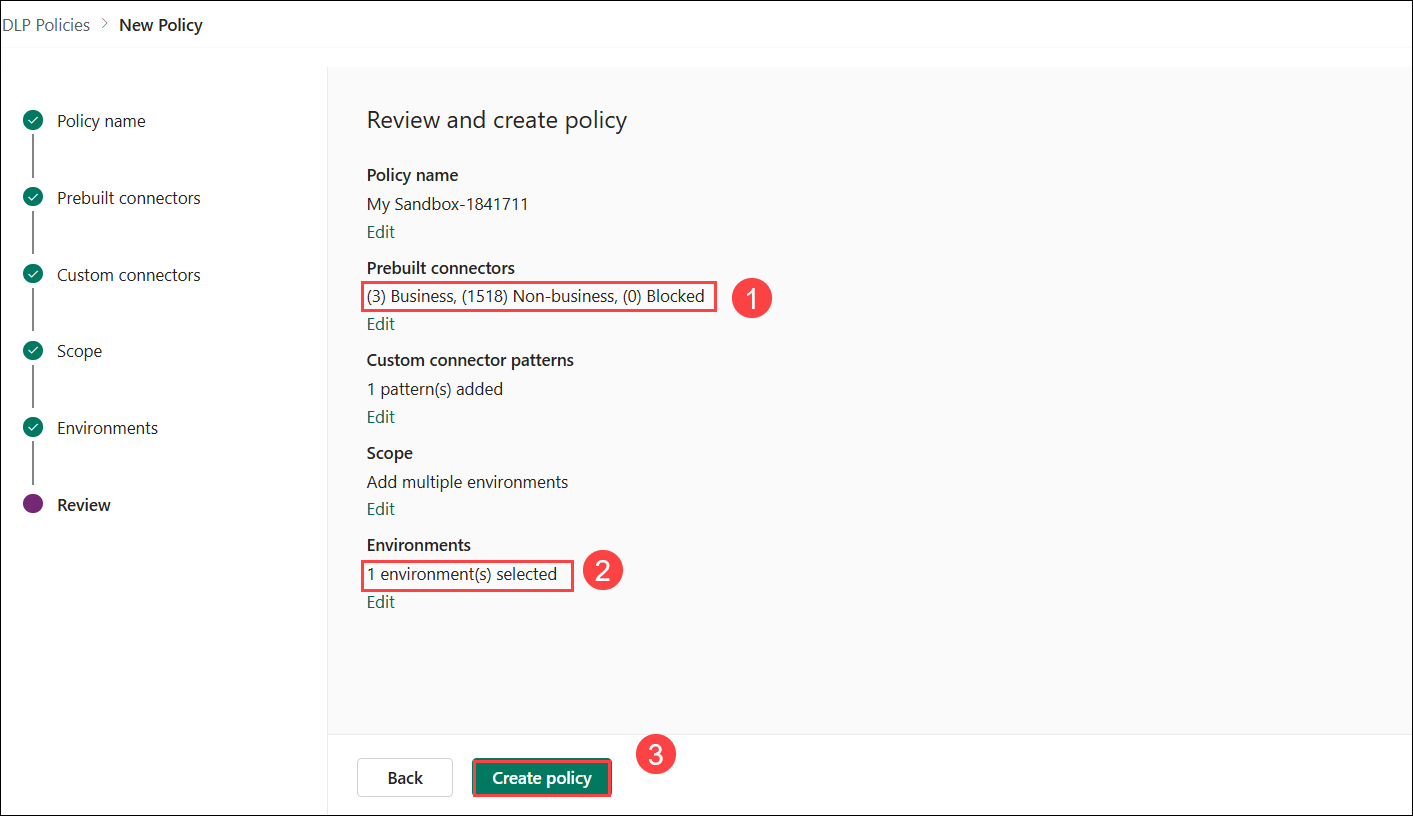 DLP Policies > New Policy
Policy name
Prebuilt connectors
Custom connectors
Scope
Environments
Review
Review and create policy
Policy name
My Sandbox-1841711
Edit
Prebuilt connectors
(3) Business, (1518) Non-business, (0) Blocked
1
Edit
Custom connector patterns
1 pattern(s) added
Edit
Scope
Add multiple environments
Edit
Environments
1 environment(s) selected
2
Edit
3
Back
Create policy